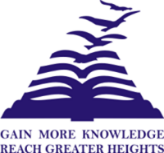 GAIN MORE KNOWLEDGE
REACH GREATER HEIGHTS